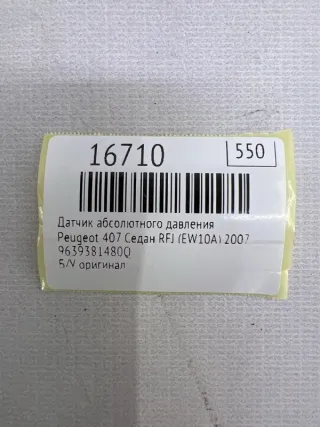 16710
550
Датчик абсолютного давления
Peugeot 407 Седан RFJ (EW10A) 2007
9639381480Q
Б/У оригинал